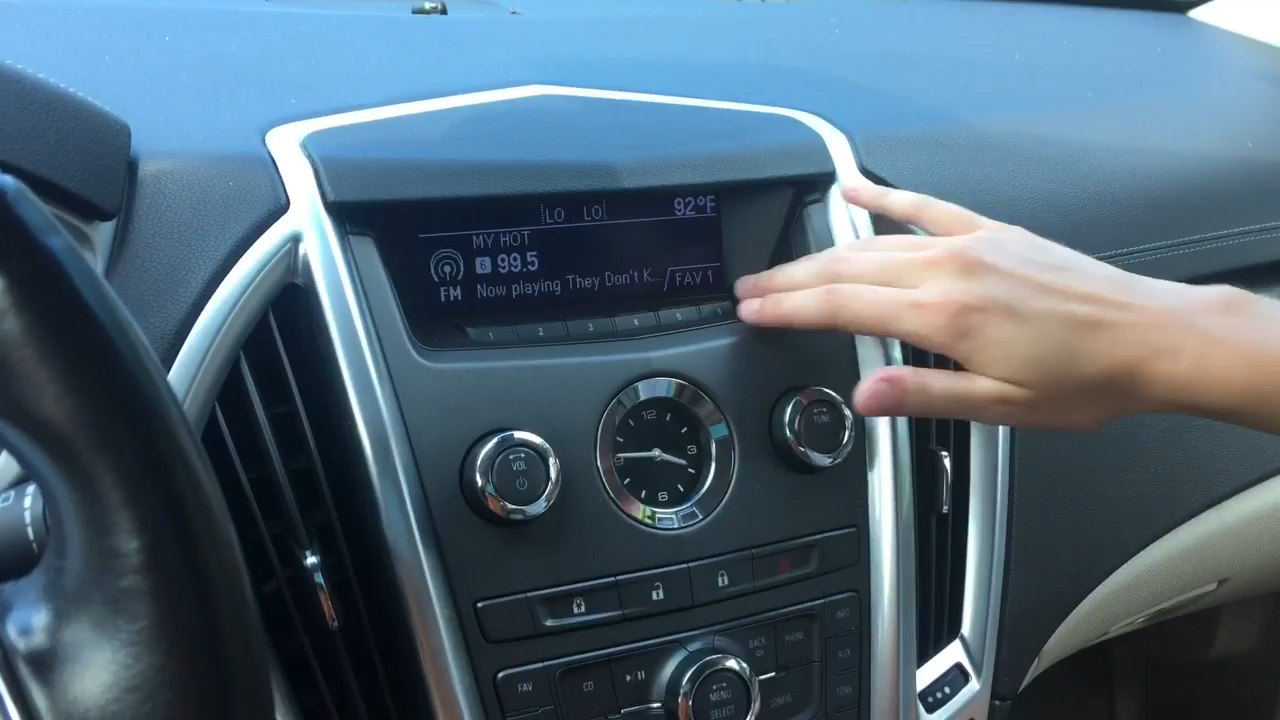 LO LO 92°F
MY HOT
6 99.5
FM Now playing They Don't K... FAV 1
1 2 3 4 5
12
3
6
9
VOL
TUNE
INFO
BACK PHONE
AUX
FAV CD
MENU
SELECT
CONFIG
TONE